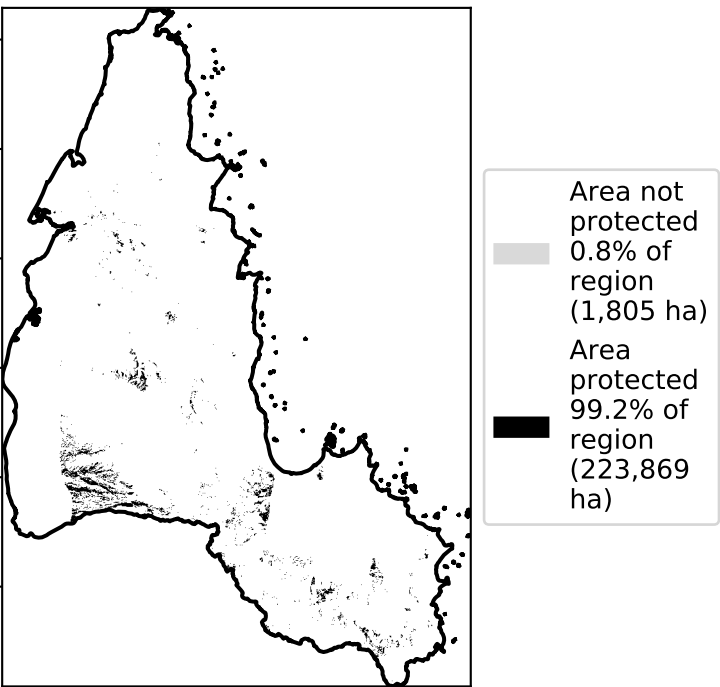 Area not
protected
0.8% of
region
(1,805 ha)
Area
protected
99.2% of
region
(223,869
ha)